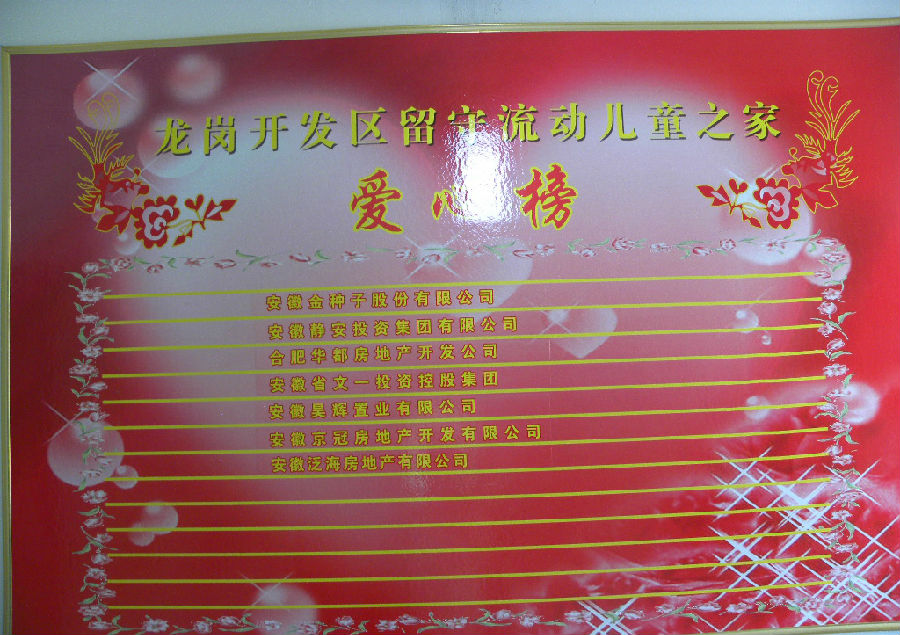 龙岗开发区留守流动儿童之家
爱心榜
安徽金种子股份有限公司
安徽静安投资集团有限公司
合肥华都房地产开发公司
安徽省文一投资控股集团
安徽昊辉置业有限公司
安徽京冠房地产开发有限公司
安徽泛海房地产有限公司